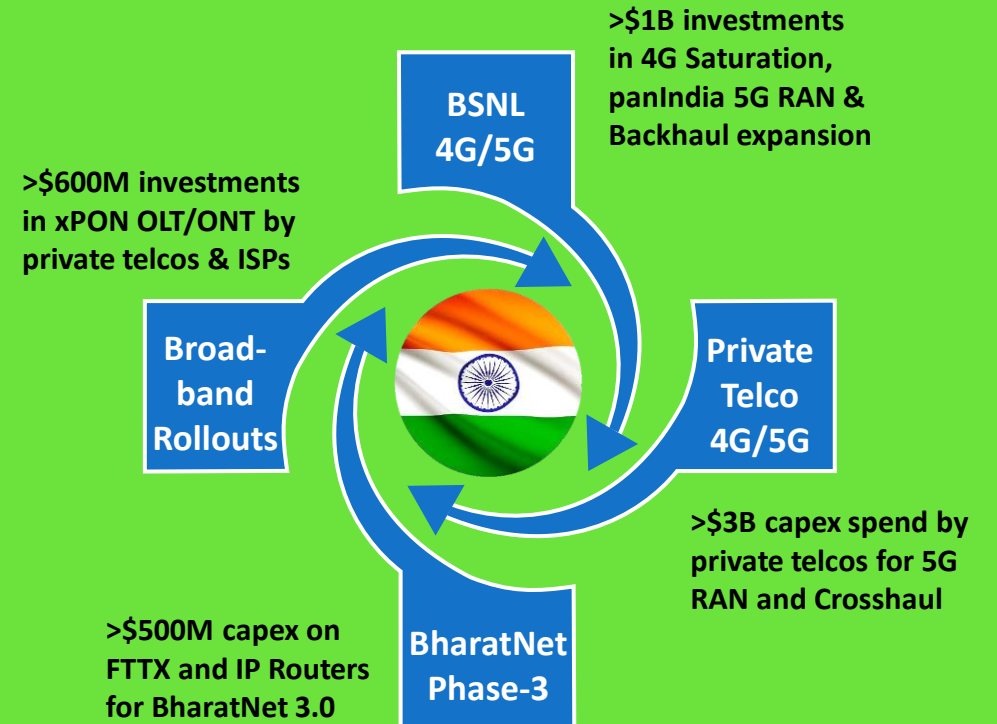 >$1B investments
in 4G Saturation,
panIndia 5G RAN &
Backhaul expansion
BSNL
4G/5G
>$600M investments
in xPON OLT/ONT by
private telcos & ISPs
Broad-
band
Rollouts
Private
Telco
4G/5G
>$3B capex spend by
private telcos for 5G
RAN and Crosshaul
BharatNet
Phase-3
>$500M capex on
FTTX and IP Routers
for BharatNet 3.0